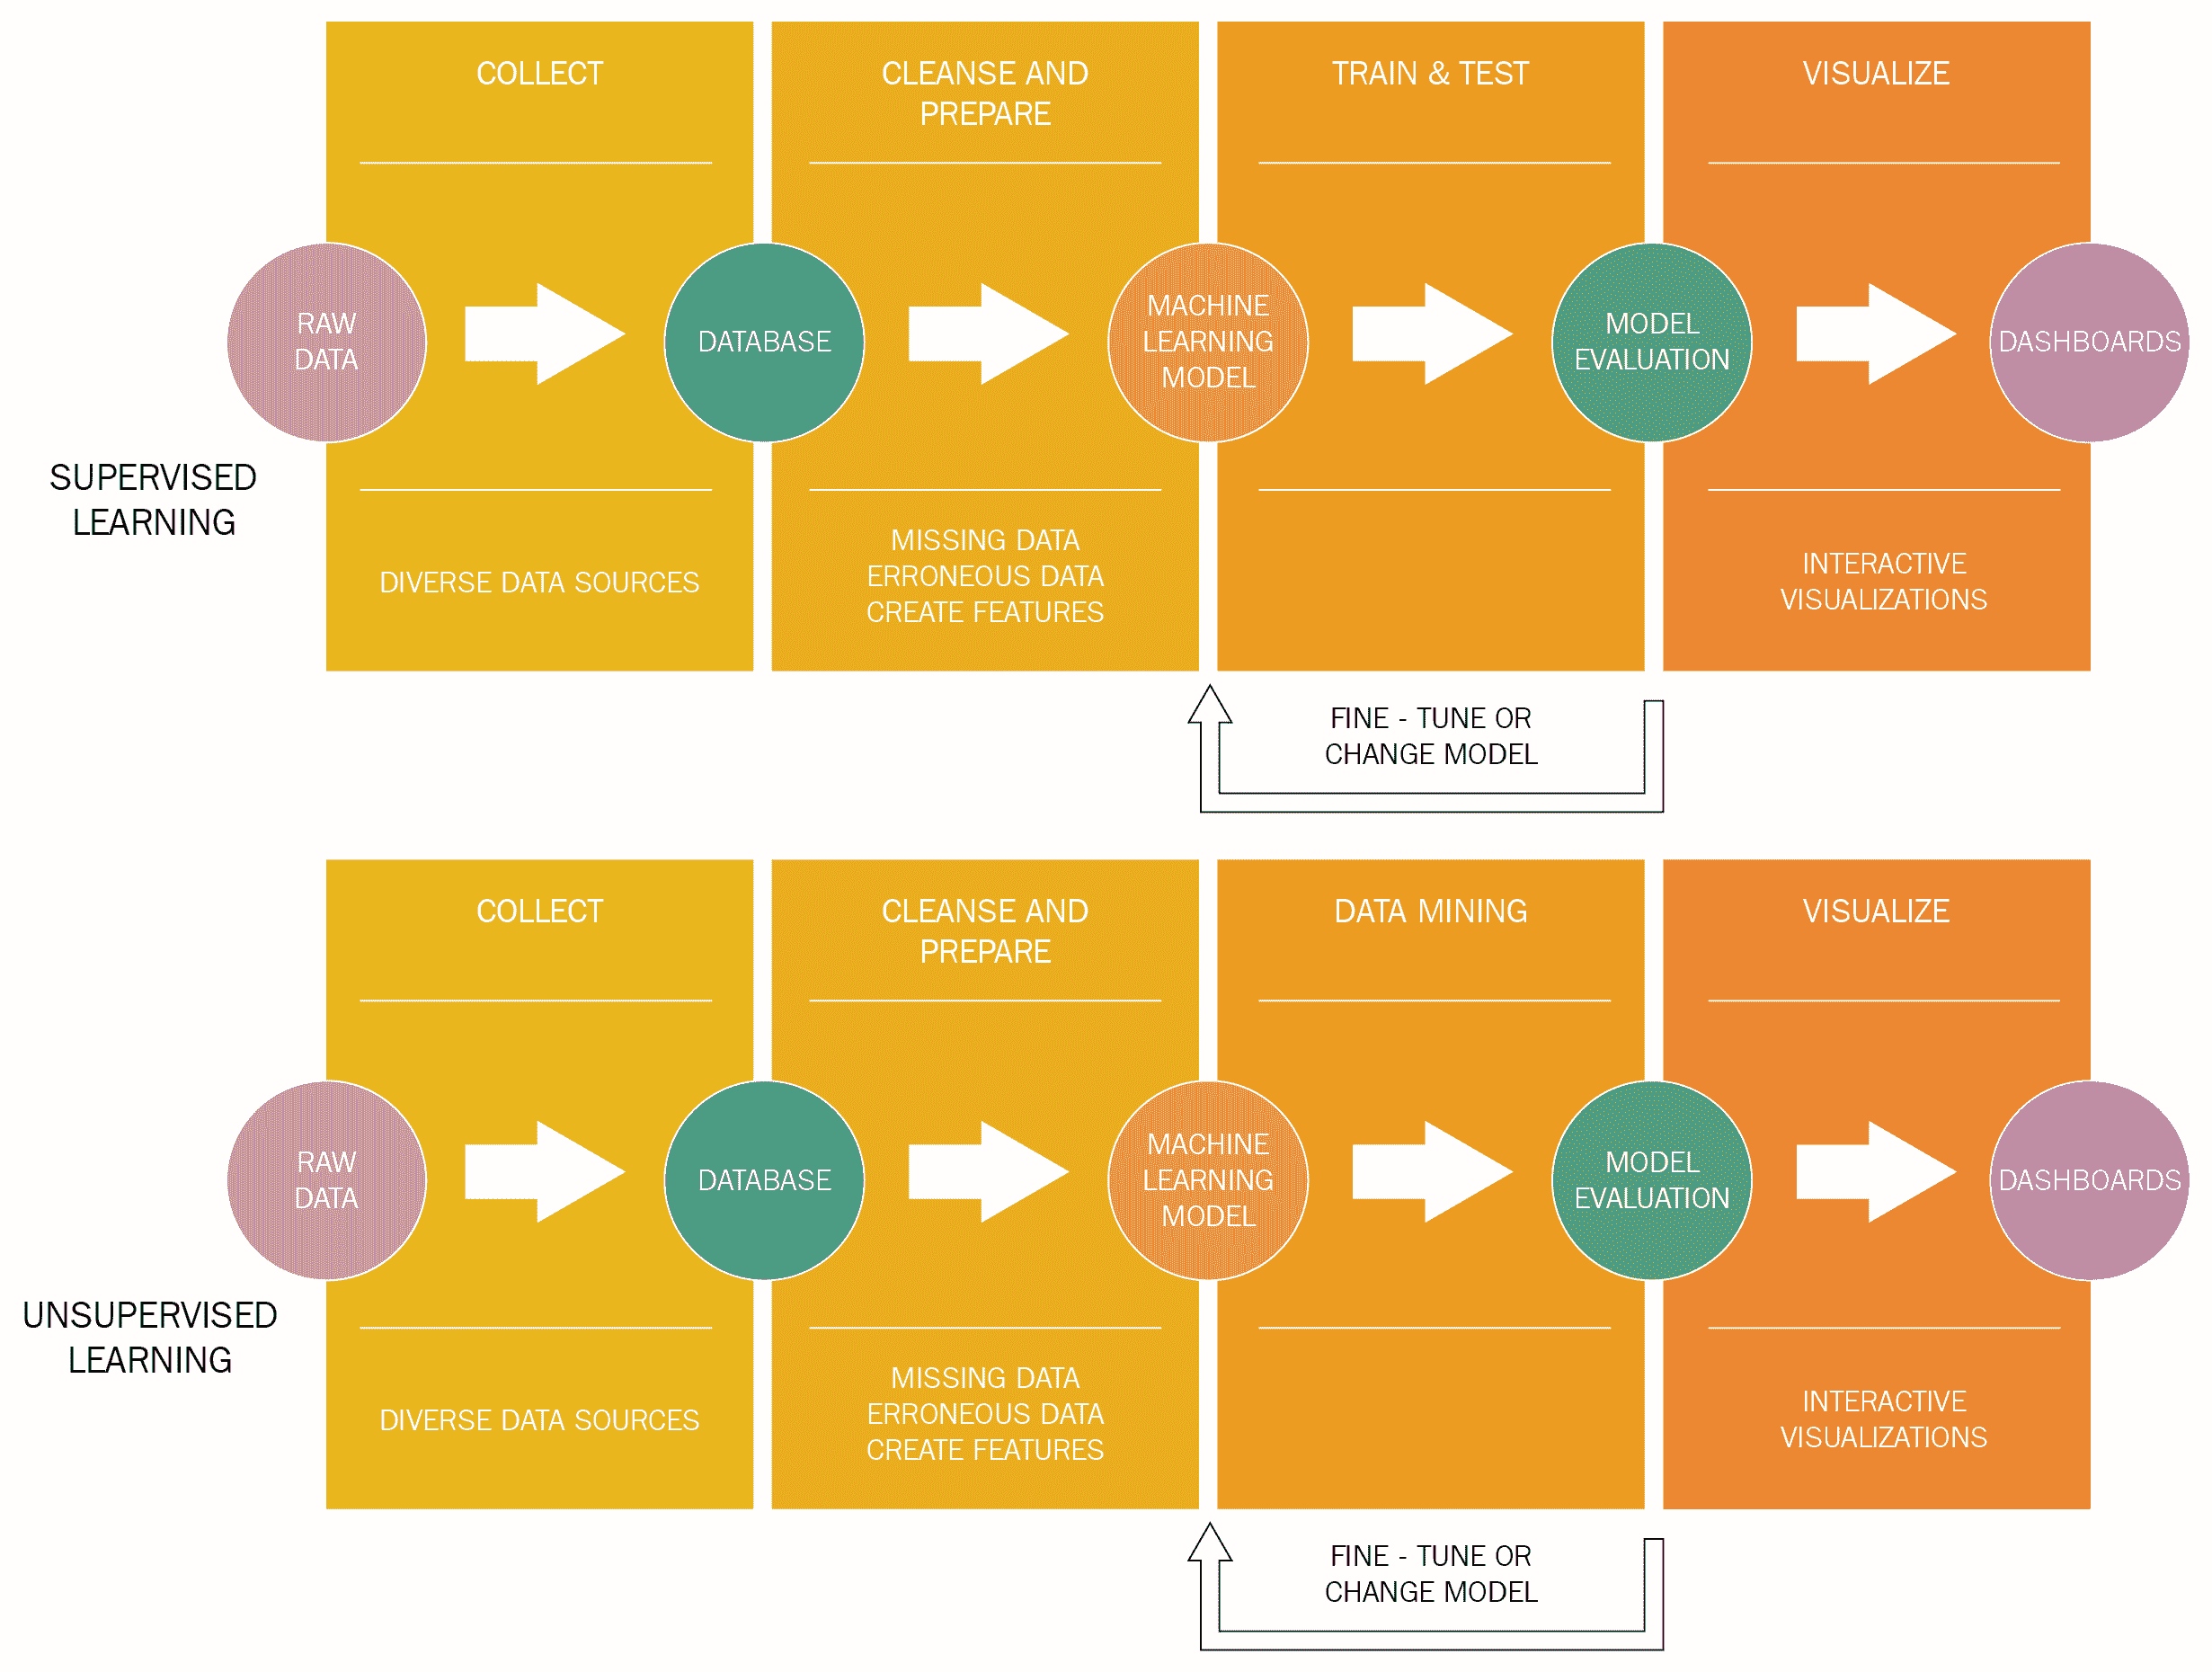 COLLECT
CLEANSE AND
PREPARE
TRAIN & TEST
VISUALIZE
RAW
DATA
DATABASE
MACHINE
LEARNING
MODEL
MODEL
EVALUATION
DASHBOARDS
SUPERVISED
LEARNING
DIVERSE DATA SOURCES
MISSING DATA
ERRONEOUS DATA
CREATE FEATURES
INTERACTIVE
VISUALIZATIONS
FINE - TUNE OR
CHANGE MODEL
COLLECT
CLEANSE AND
PREPARE
DATA MINING
VISUALIZE
RAW
DATA
DATABASE
MACHINE
LEARNING
MODEL
MODEL
EVALUATION
DASHBOARDS
UNSUPERVISED
LEARNING
DIVERSE DATA SOURCES
MISSING DATA
ERRONEOUS DATA
CREATE FEATURES
INTERACTIVE
VISUALIZATIONS
FINE - TUNE OR
CHANGE MODEL